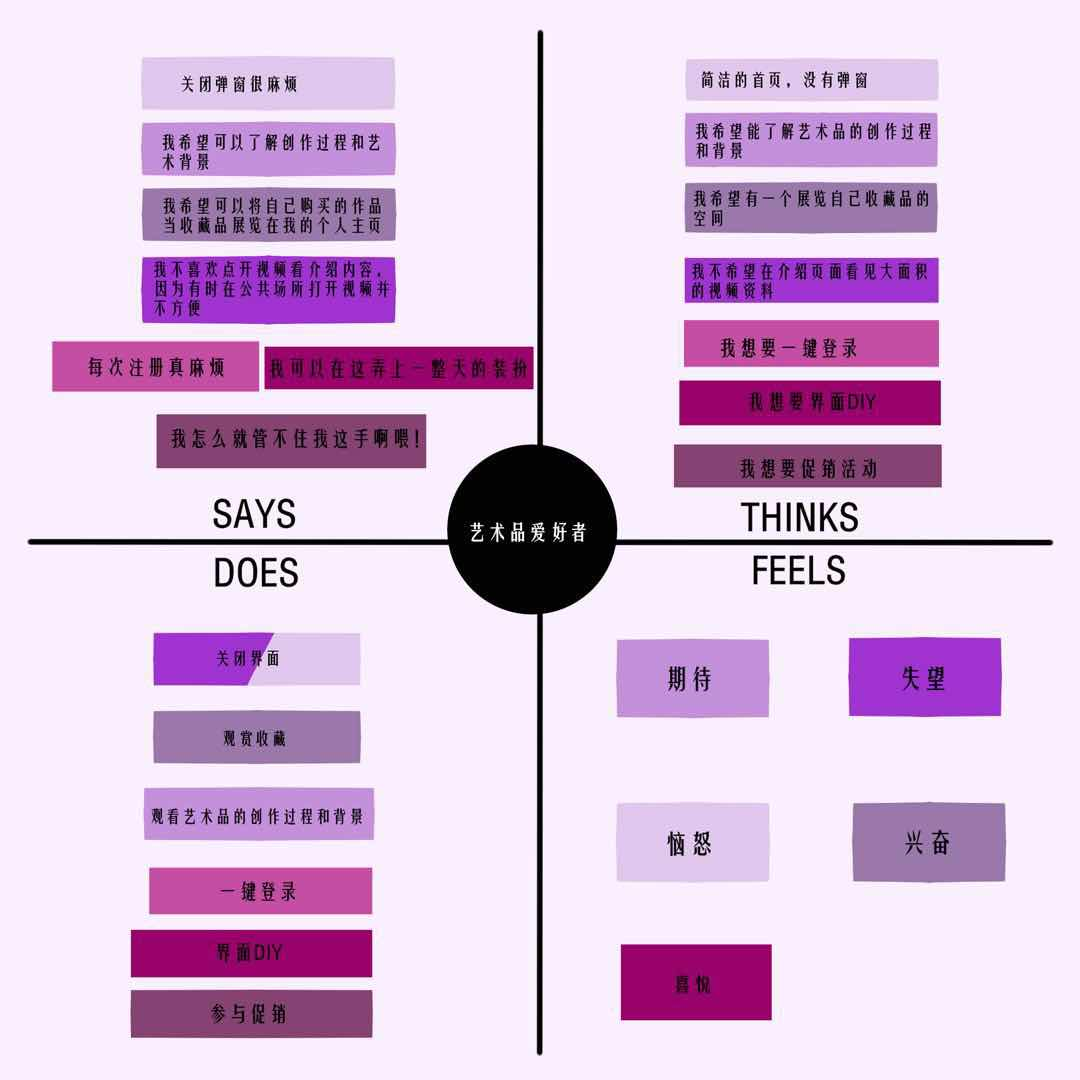 关闭弹窗很麻烦
我希望可以了解创作过程和艺
术背景
我希望可以将自己购买的作品
当收藏品展览在我的个人主页
我不喜欢点开视频看介绍内容，
因为有时在公共场所打开视频并
不方便
每次注册真麻烦
我可以在这弄上一整天的装扮
我怎么就管不住我这手啊喂！
SAYS
简洁的首页，没有弹窗
我希望能了解艺术品的创作过程
和背景
我希望有一个展览自己收藏品的
空间
我不希望在介绍页面看见大面积
的视频资料
我想要一键登录
我想要界面DIY
我想要促销活动
THINKS
艺术品爱好者
DOES
关闭界面
观赏收藏
观看艺术品的创作过程和背景
一键登录
界面DIY
参与促销
FEELS
期待
失望
恼怒
兴奋
喜悦